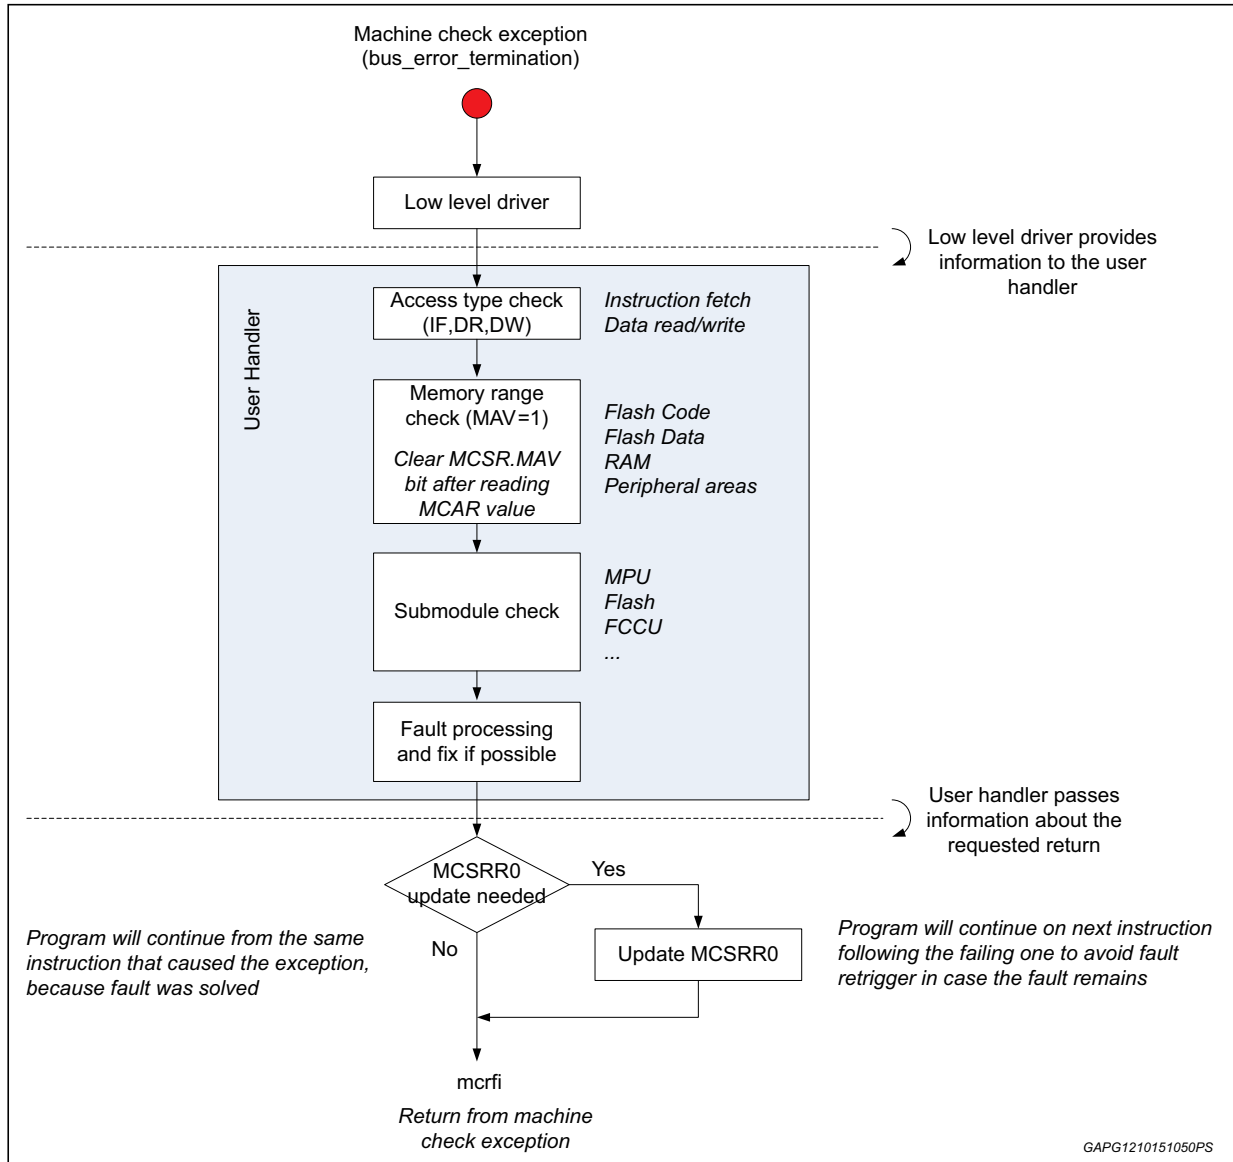 Machine check exception
(bus_error_termination)
Low level driver
Low level driver provides
information to the user
handler
User Handler
Access type check
(IF,DR,DW)
Instruction fetch
Data read/write
Memory range
check (MAV=1)
Clear MCSR.MAV
bit after reading
MCAR value
Flash Code
Flash Data
RAM
Peripheral areas
Submodule check
MPU
Flash
FCCU
...
Fault processing
and fix if possible
User handler passes
information about the
requested return
MCSRR0
update needed
Yes
No
Program will continue from the same
instruction that caused the exception,
because fault was solved
Update MCSRR0
Program will continue on next instruction
following the failing one to avoid fault
retrigger in case the fault remains
mcrfi
Return from machine
check exception
GAPG1210151050PS